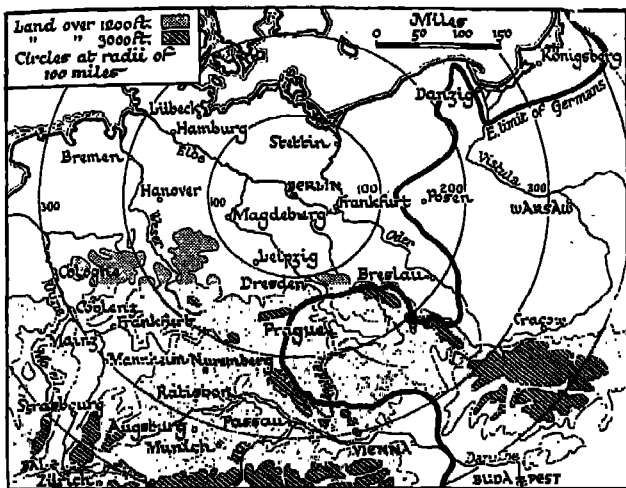 Land over 1200ft.
" " 3000ft.
Circles at radii of
100 miles
Miles
0 50 100 150
Königsberg
Danzig
E. limit of Germans
Lübeck
Hamburg
Stettin
Bremen
Elbe
Vistula
BERLIN
Hanover
300
100
100
200
300
Frankfurt
Posen
WARSAW
Magdeburg
Weser
Oder
Leipzig
Cologne
Dresden
Breslau
Rhine
Coblenz
Frankfurt
Prague
Cracow
Mainz
Mannheim
Nuremberg
Ratisbon
Strasbourg
Augsburg
Passau
Munich
VIENNA
Danube
Zürich
BUDA PEST